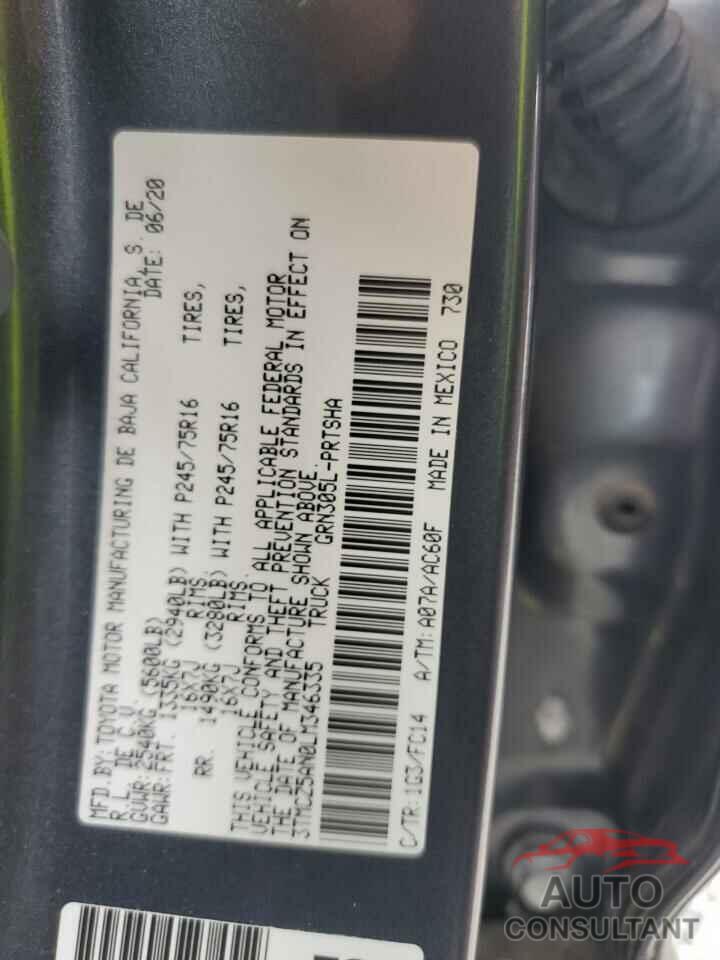 MFD.BY:TOYOTA MOTOR MANUFACTURING DE BAJA CALIFORNIA, S. DE
R.L. DE C.V. DATE: 06/20
GVWR:2540KG (5600LB)
GAWR:FRT. 1335KG (2940LB) WITH P245/75R16 TIRES,
16X7J RIMS,
RR. 1490KG (3280LB) WITH P245/75R16 TIRES,
16X7J RIMS.
THIS VEHICLE CONFORMS TO ALL APPLICABLE FEDERAL MOTOR
VEHICLE SAFETY AND THEFT PREVENTION STANDARDS IN EFFECT ON
THE DATE OF MANUFACTURE SHOWN ABOVE.
3TMCZ5AN0LM346335 TRUCK GRN305L-PRTSHA
C/TR:1G3/FC14 A/TM:A07A/AC60F MADE IN MEXICO 730
AUTO
CONSULTANT